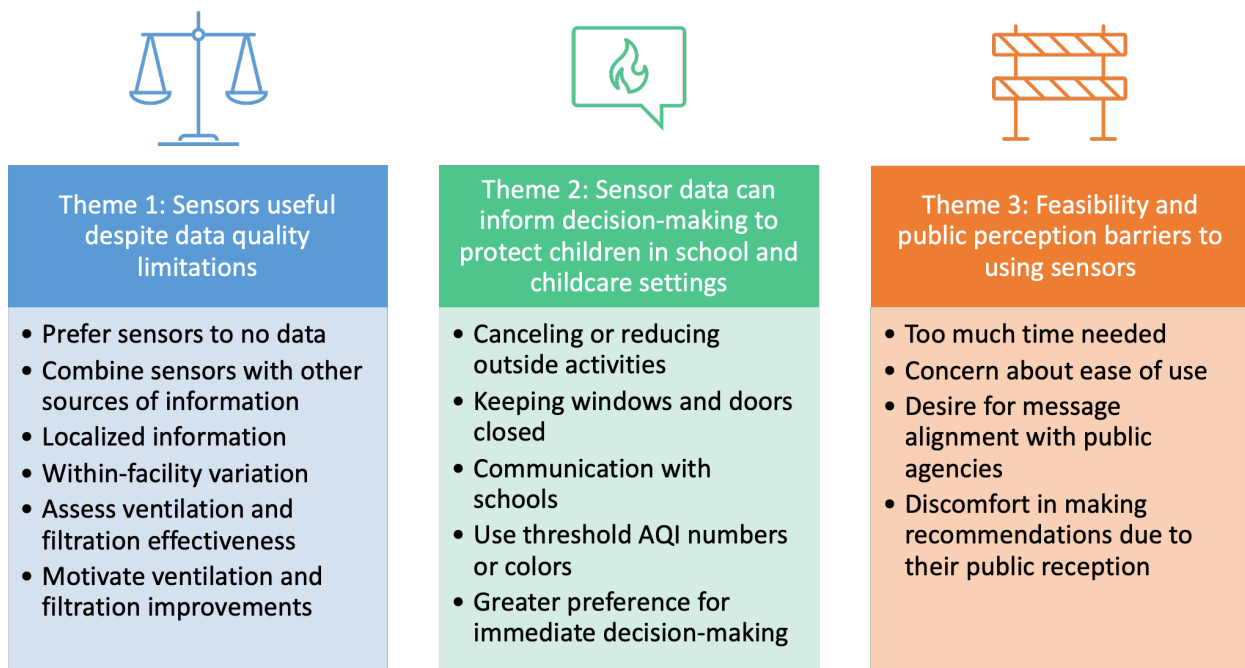 Theme 1: Sensors useful
despite data quality
limitations
• Prefer sensors to no data
• Combine sensors with other
sources of information
• Localized information
• Within-facility variation
• Assess ventilation and
filtration effectiveness
• Motivate ventilation and
filtration improvements
Theme 2: Sensor data can
inform decision-making to
protect children in school and
childcare settings
• Canceling or reducing
outside activities
• Keeping windows and doors
closed
• Communication with
schools
• Use threshold AQI numbers
or colors
• Greater preference for
immediate decision-making
Theme 3: Feasibility and
public perception barriers to
using sensors
• Too much time needed
• Concern about ease of use
• Desire for message
alignment with public
agencies
• Discomfort in making
recommendations due to
their public reception